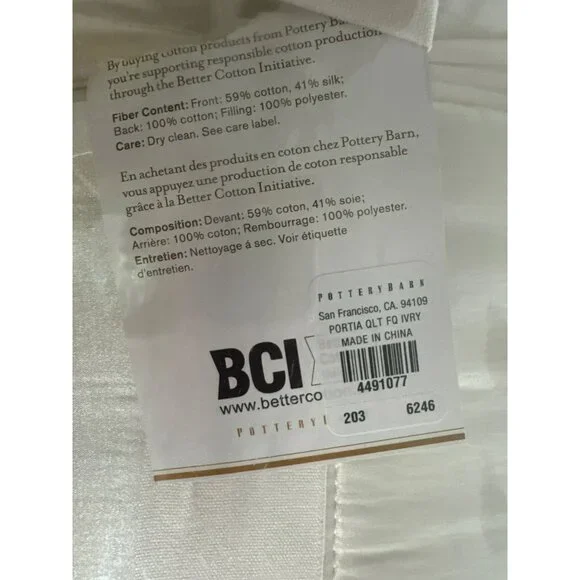 By buying cotton products from Pottery Barn,
you're supporting responsible cotton production
through the Better Cotton Initiative.
Fiber Content: Front: 59% cotton, 41% silk;
Back: 100% cotton; Filling: 100% polyester.
Care: Dry clean. See care label.
En achetant des produits en coton chez Pottery Barn,
vous appuyez une production de coton responsable
grâce à la Better Cotton Initiative.
Composition: Devant: 59% coton, 41% soie;
Arrière: 100% coton; Rembourrage: 100% polyester.
Entretien: Nettoyage à sec. Voir étiquette
d'entretien.
POTTERYBARN
San Francisco, CA. 94109
PORTIA QLT FQ IVRY
MADE IN CHINA
4491077
203 6246
BCI
www.betterco
POTTERY